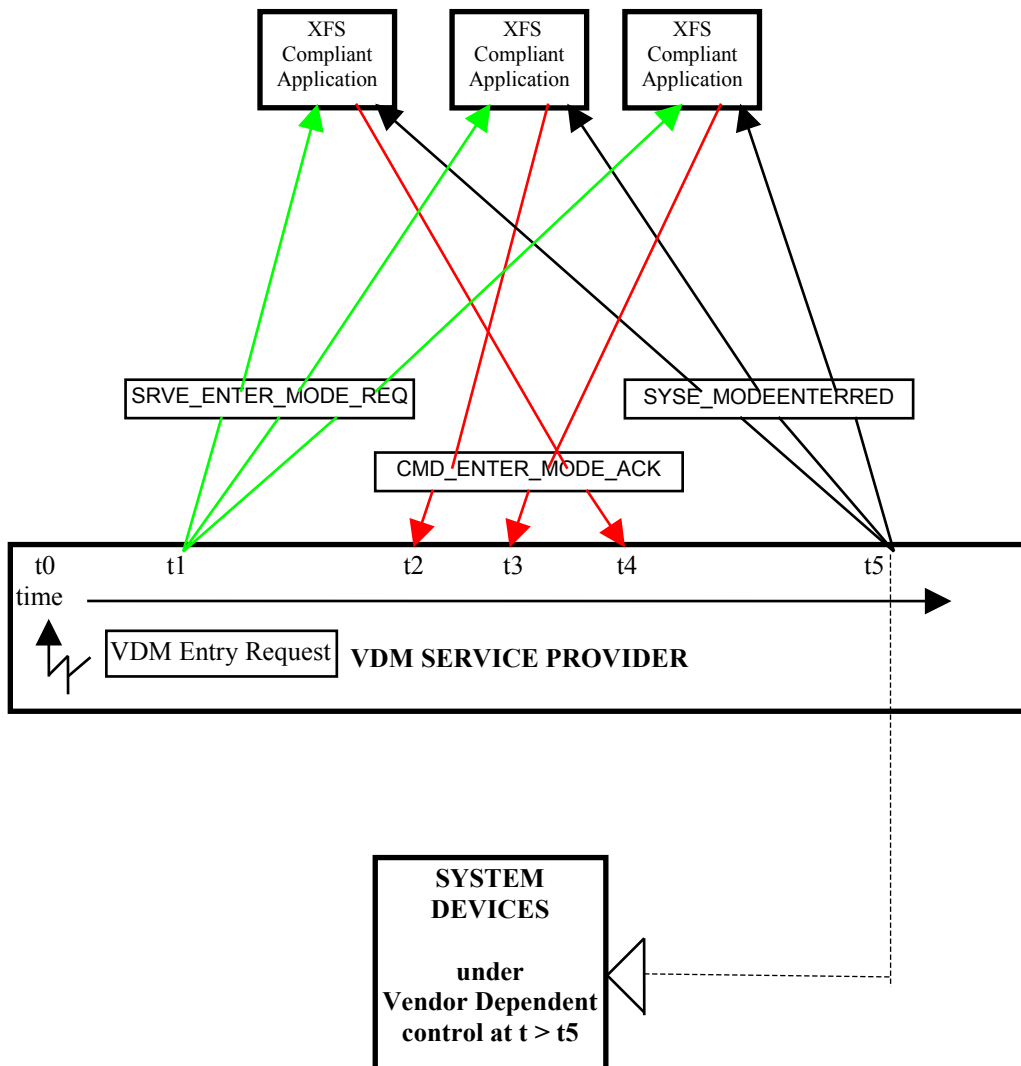 XFS
Compliant
Application
XFS
Compliant
Application
XFS
Compliant
Application
SRVE_ENTER_MODE_REQ
SYSE_MODEENTERRED
CMD_ENTER_MODE_ACK
t0
t1
t2
t3
t4
t5
time
VDM Entry Request
VDM SERVICE PROVIDER
SYSTEM
DEVICES
under
Vendor Dependent
control at t > t5